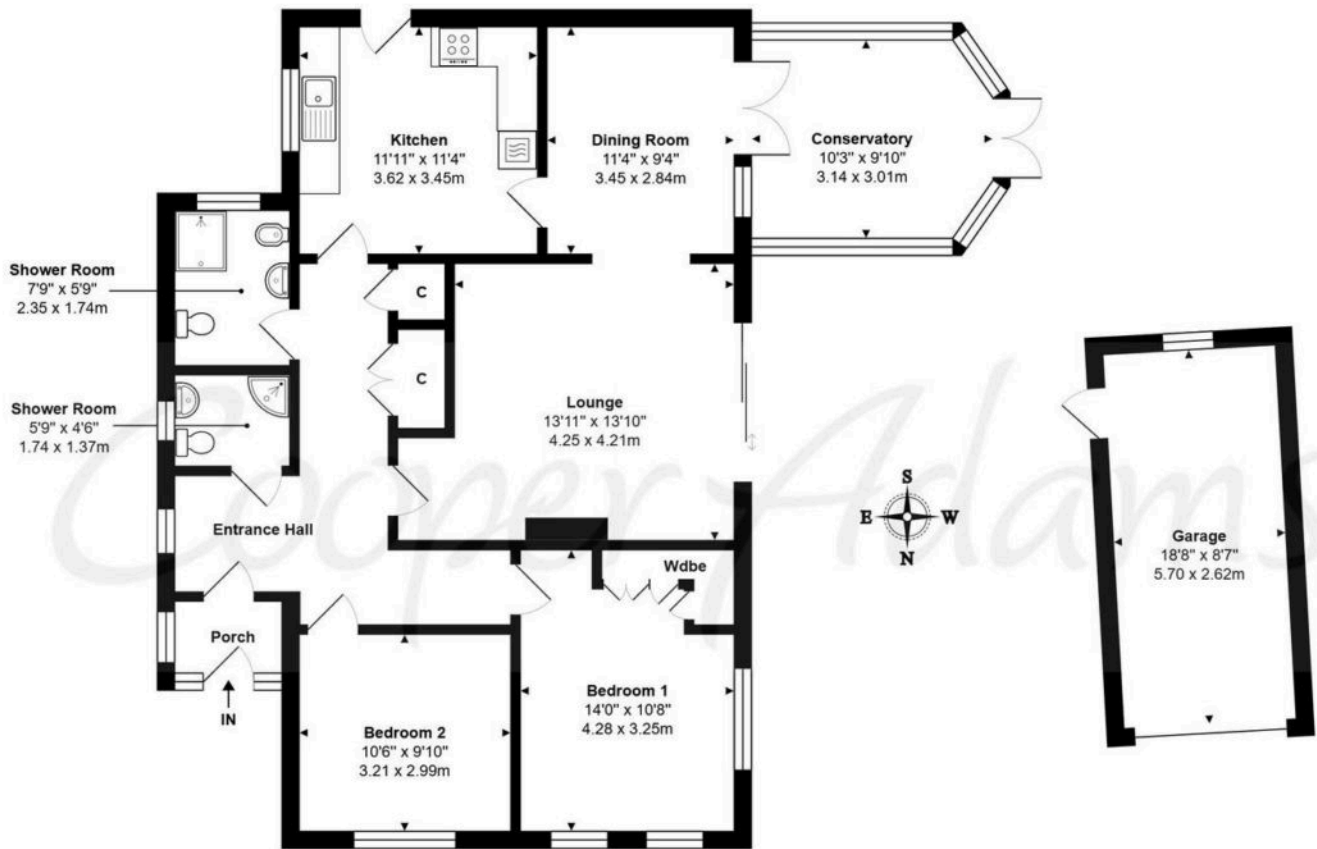 Kitchen
11'11" x 11'4"
3.62 x 3.45m
Dining Room
11'4" x 9'4"
3.45 x 2.84m
Conservatory
10'3" x 9'10"
3.14 x 3.01m
Shower Room
7'9" x 5'9"
2.35 x 1.74m
C
C
Shower Room
5'9" x 4'6"
1.74 x 1.37m
Lounge
13'11" x 13'10"
4.25 x 4.21m
Cooper Adams
S
E W
N
Entrance Hall
Garage
18'8" x 8'7"
5.70 x 2.62m
Wdbe
Porch
IN
Bedroom 1
14'0" x 10'8"
4.28 x 3.25m
Bedroom 2
10'6" x 9'10"
3.21 x 2.99m